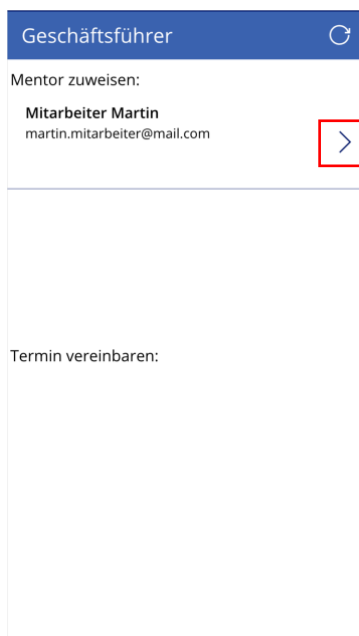 Geschäftsführer
Mentor zuweisen:
Mitarbeiter Martin
martin.mitarbeiter@mail.com
Termin vereinbaren: